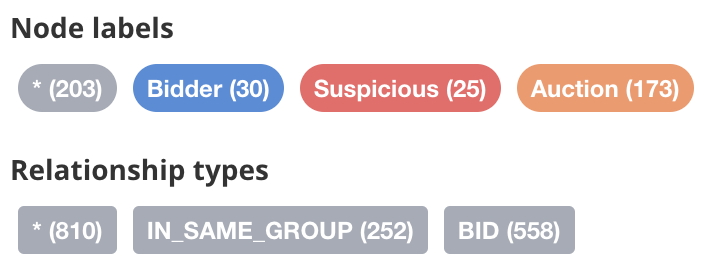 Node labels
* (203) Bidder (30) Suspicious (25) Auction (173)
Relationship types
* (810) IN_SAME_GROUP (252) BID (558)